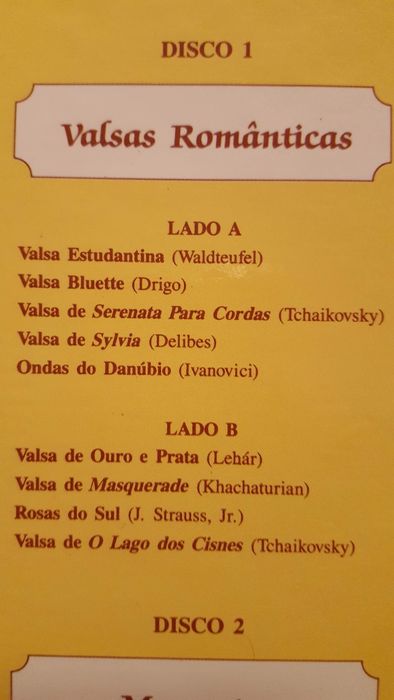 DISCO 1
Valsas Românticas
LADO A
Valsa Estudantina (Waldteufel)
Valsa Bluette (Drigo)
Valsa de Serenata Para Cordas (Tchaikovsky)
Valsa de Sylvia (Delibes)
Ondas do Danúbio (Ivanovici)
LADO B
Valsa de Ouro e Prata (Lehár)
Valsa de Masquerade (Khachaturian)
Rosas do Sul (J. Strauss, Jr.)
Valsa de O Lago dos Cisnes (Tchaikovsky)
DISCO 2